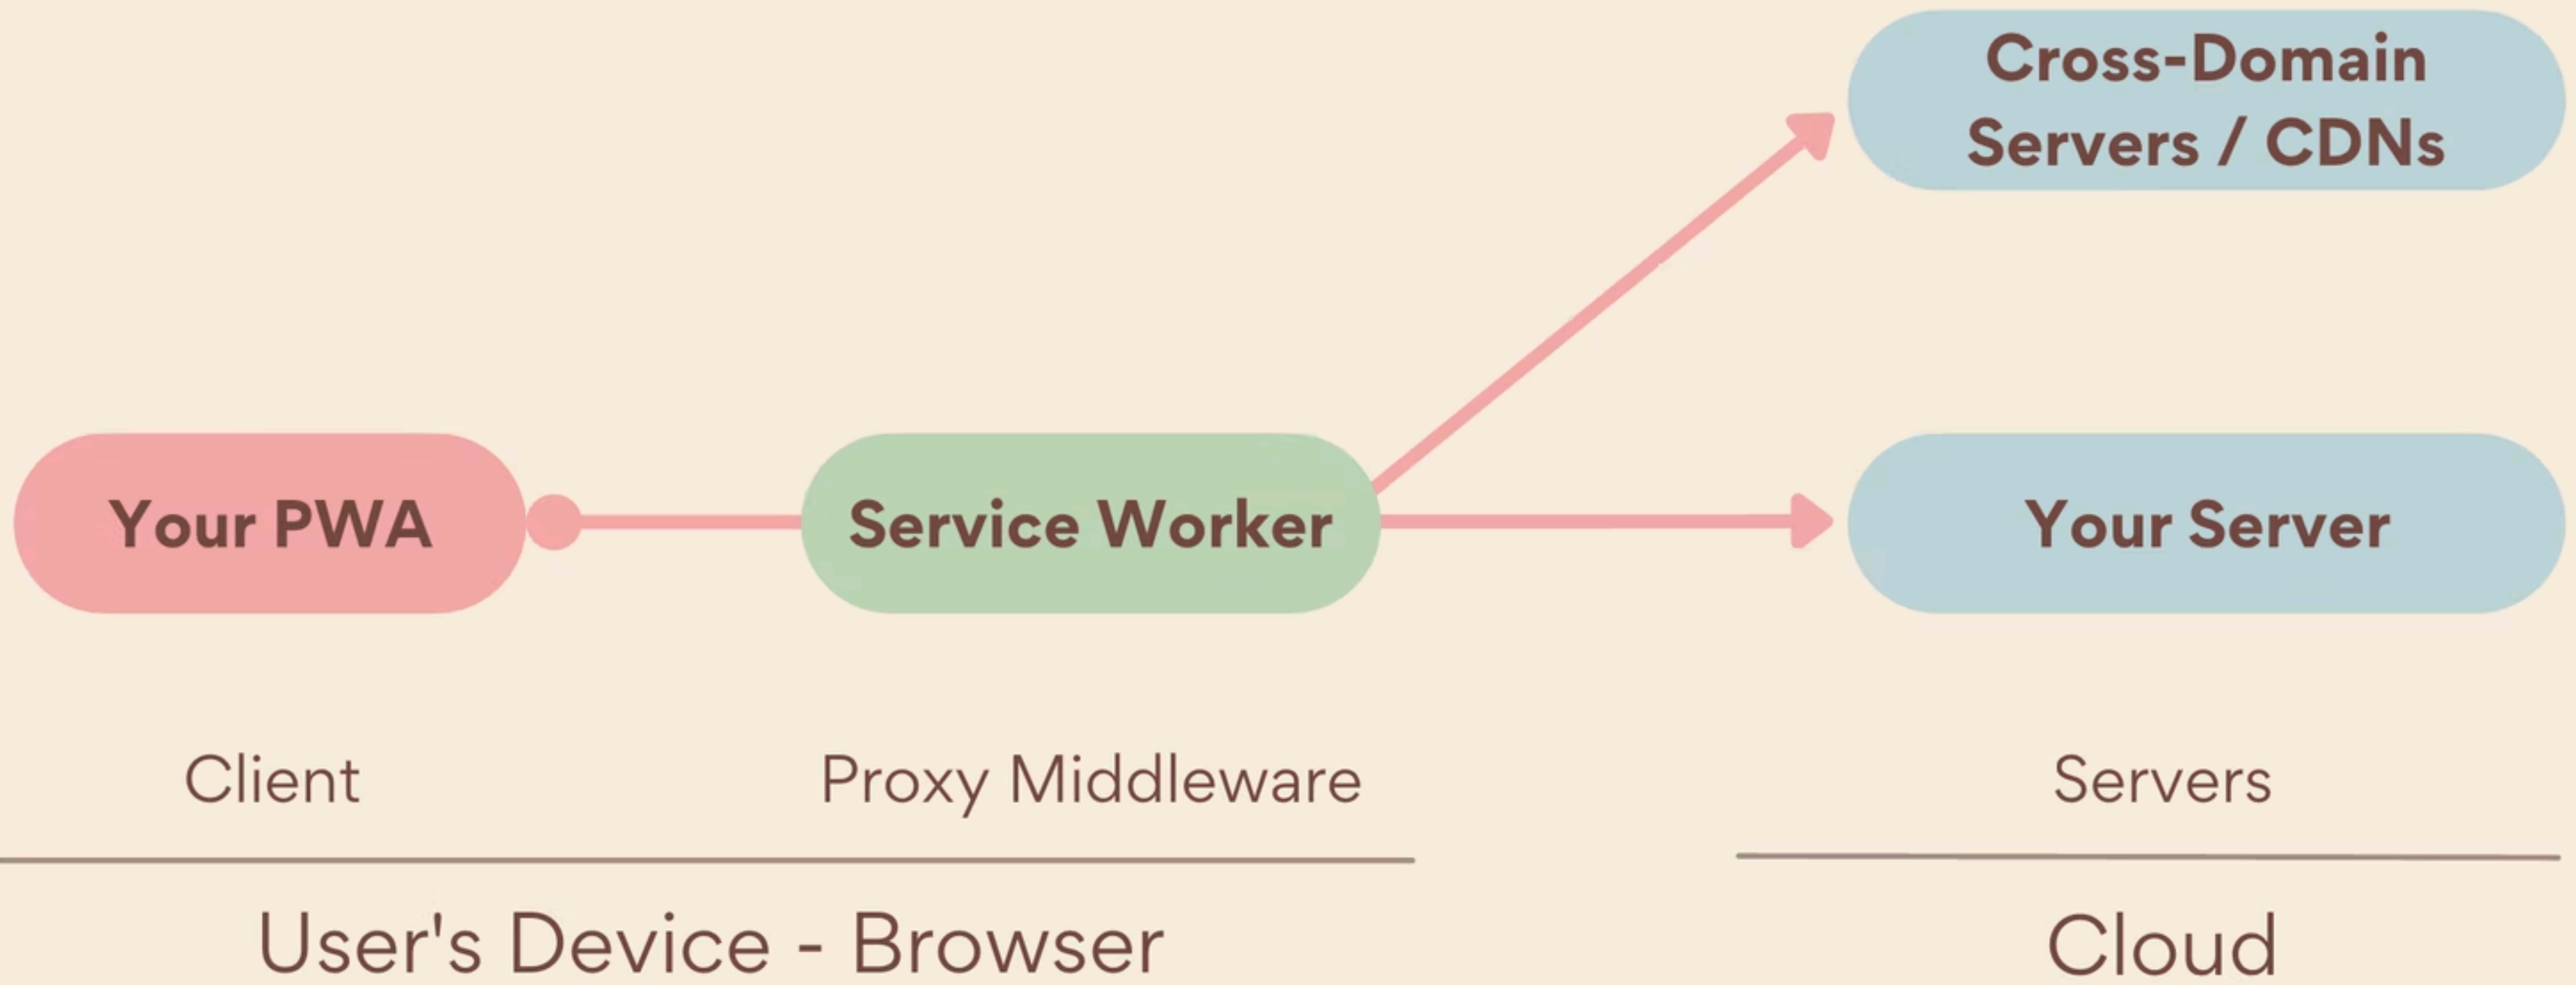 Cross-Domain
Servers / CDNs
Your PWA
Service Worker
Your Server
Client
Proxy Middleware
Servers
User's Device - Browser
Cloud